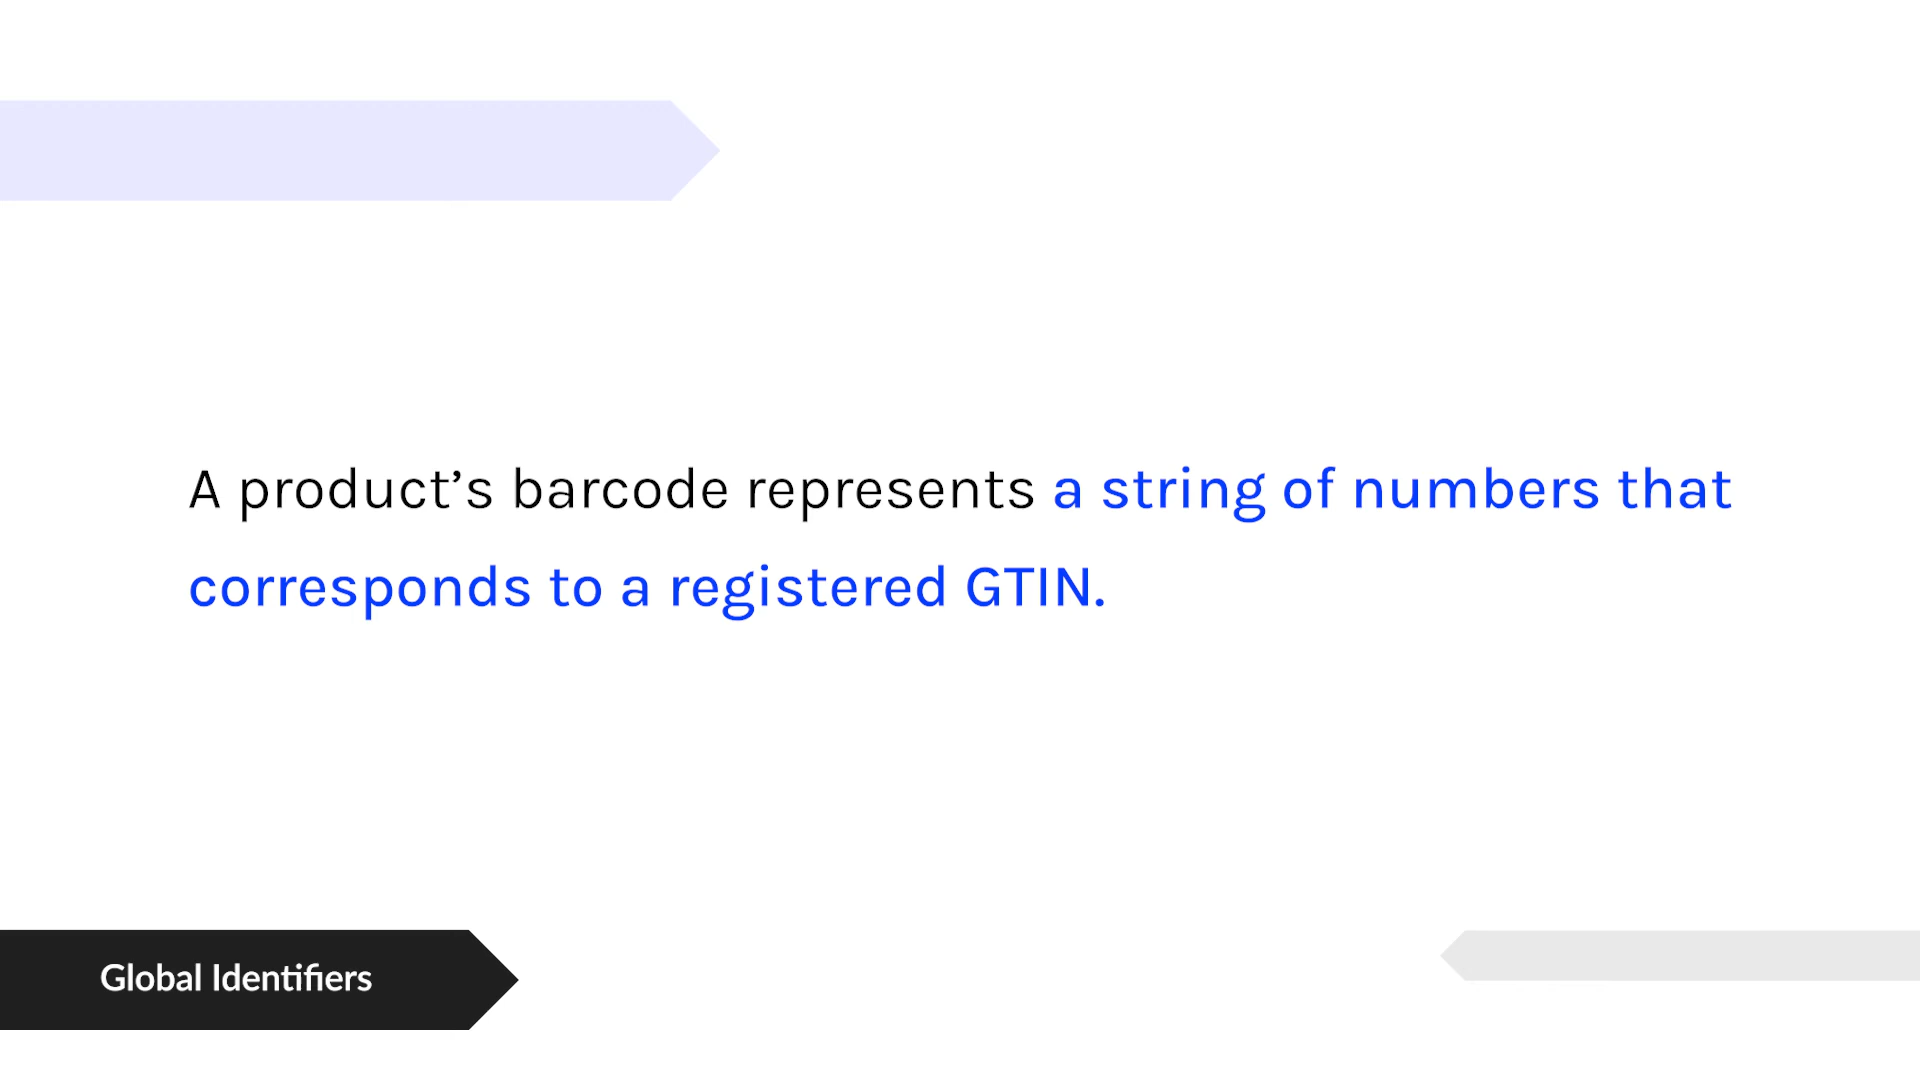 A product’s barcode represents a string of numbers that
corresponds to a registered GTIN.
Global Identifiers